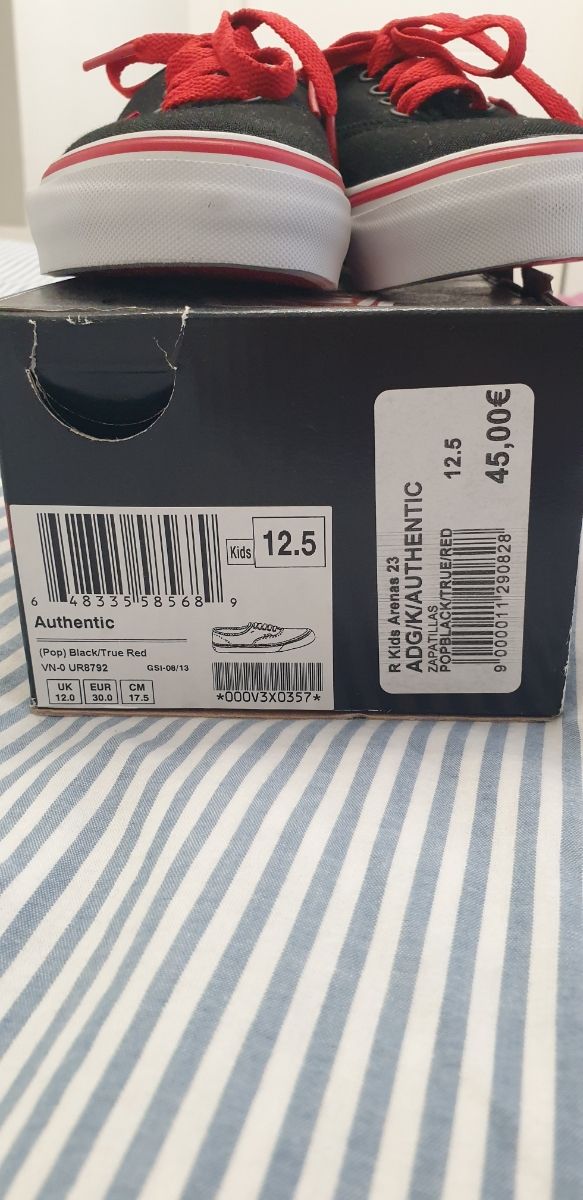 Kids 12.5
6 48335 58568 9
Authentic
(Pop) Black/True Red
VN-0 UR8792 GSI-08/13
UK EUR CM
12.0 30.0 17.5
*000V3X0357*
R Kids Arenas 23
ADG/K/AUTHENTIC
ZAPATILLAS 12.5
POPBLACK/TRUE/RED
45,00€
9 000011 290828